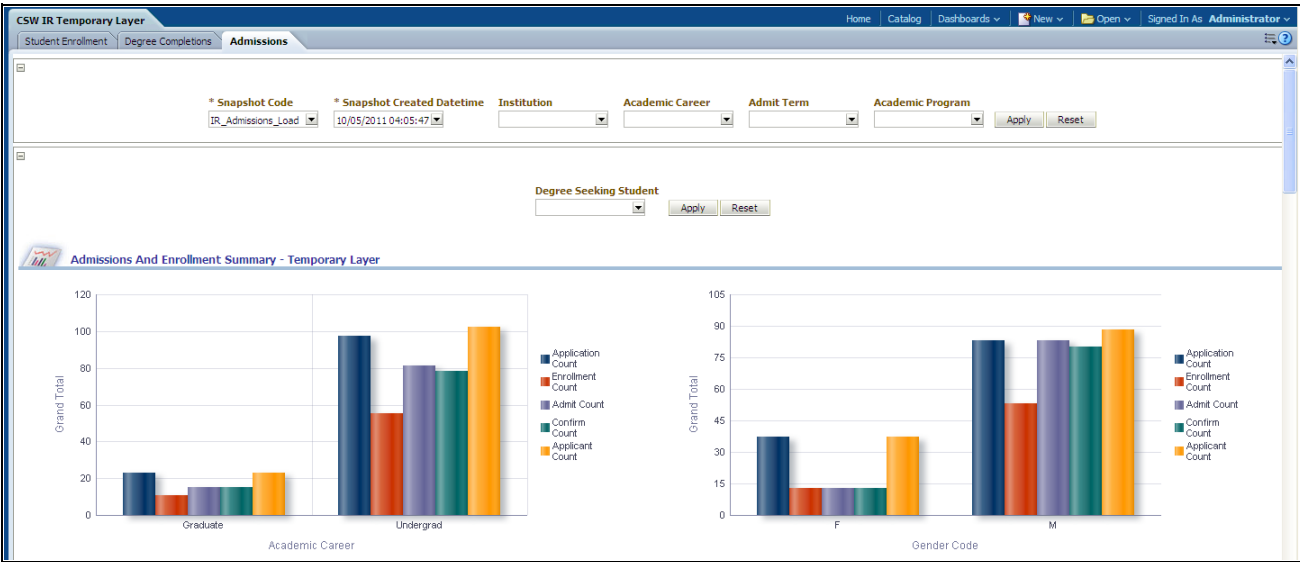 CSW IR Temporary Layer
Home Catalog Dashboards New Open Signed In As Administrator
Student Enrollment Degree Completions Admissions
* Snapshot Code * Snapshot Created Datetime Institution Academic Career Admit Term Academic Program
IR_Admissions_Load 10/05/2011 04:05:47 Apply Reset
Degree Seeking Student
Apply Reset
Admissions And Enrollment Summary - Temporary Layer
120
100
80
60
40
20
0
Grand Total
Graduate Undergrad
Academic Career
Application
Count
Enrollment
Count
Admit Count
Confirm
Count
Applicant
Count
105
90
75
60
45
30
15
0
Grand Total
F M
Gender Code
Application
Count
Enrollment
Count
Admit Count
Confirm
Count
Applicant
Count